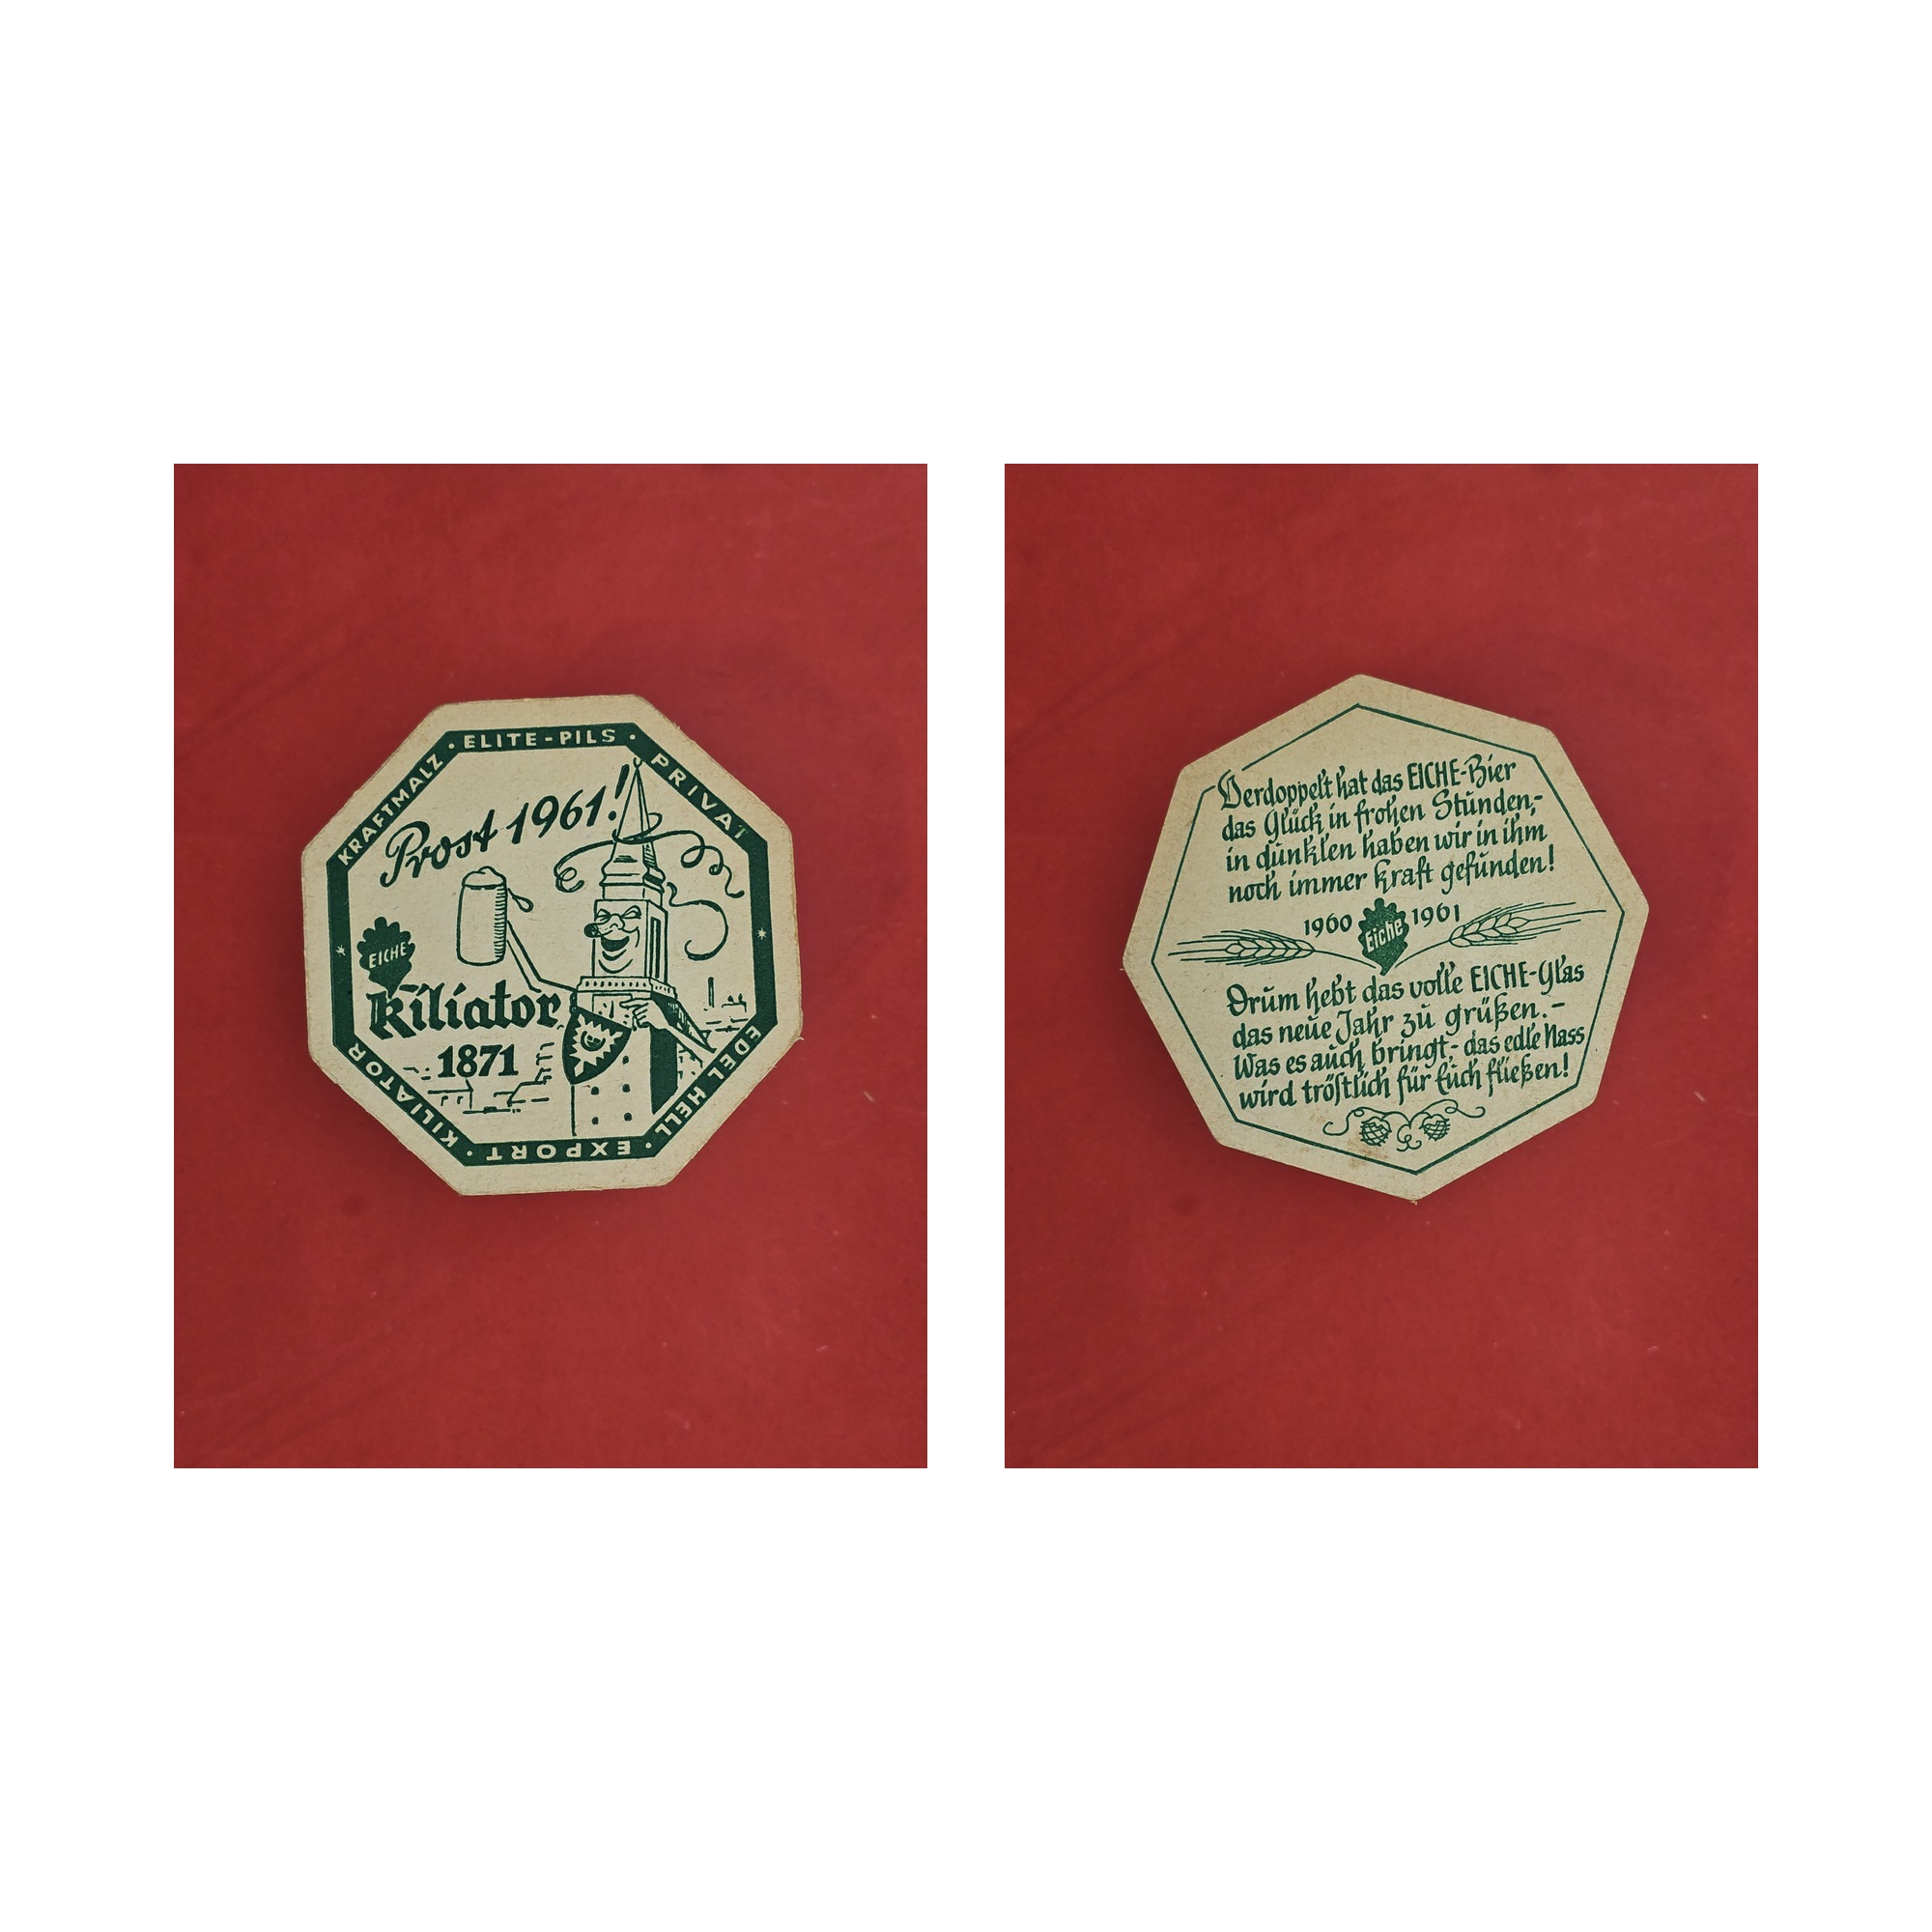 KRAFTMALZ · ELITE-PILS · PRIVAT
Prost 1961!
EICHE
Kiliator
1871
KILIATOR · EXPORT · EDEL HELL
Verdoppelt hat das EICHE-Bier
das Glück in frohen Stunden,-
in dunklen haben wir in ihm
noch immer Kraft gefunden!
1960 Eiche 1961
Drum hebt das volle EICHE-Glas
das neue Jahr zu grüßen.-
Was es auch bringt,- das edle Nass
wird tröstlich für Euch fließen!